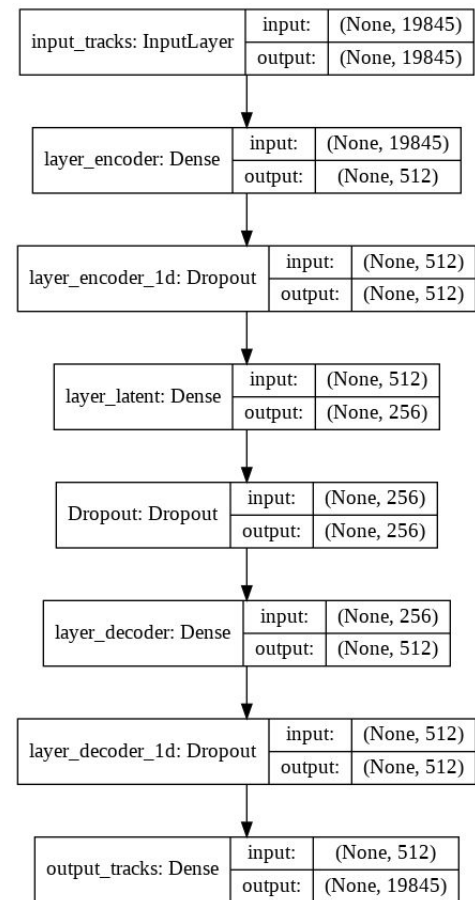 input_tracks: InputLayer
input: (None, 19845)
output: (None, 19845)
layer_encoder: Dense
input: (None, 19845)
output: (None, 512)
layer_encoder_1d: Dropout
input: (None, 512)
output: (None, 512)
layer_latent: Dense
input: (None, 512)
output: (None, 256)
Dropout: Dropout
input: (None, 256)
output: (None, 256)
layer_decoder: Dense
input: (None, 256)
output: (None, 512)
layer_decoder_1d: Dropout
input: (None, 512)
output: (None, 512)
output_tracks: Dense
input: (None, 512)
output: (None, 19845)